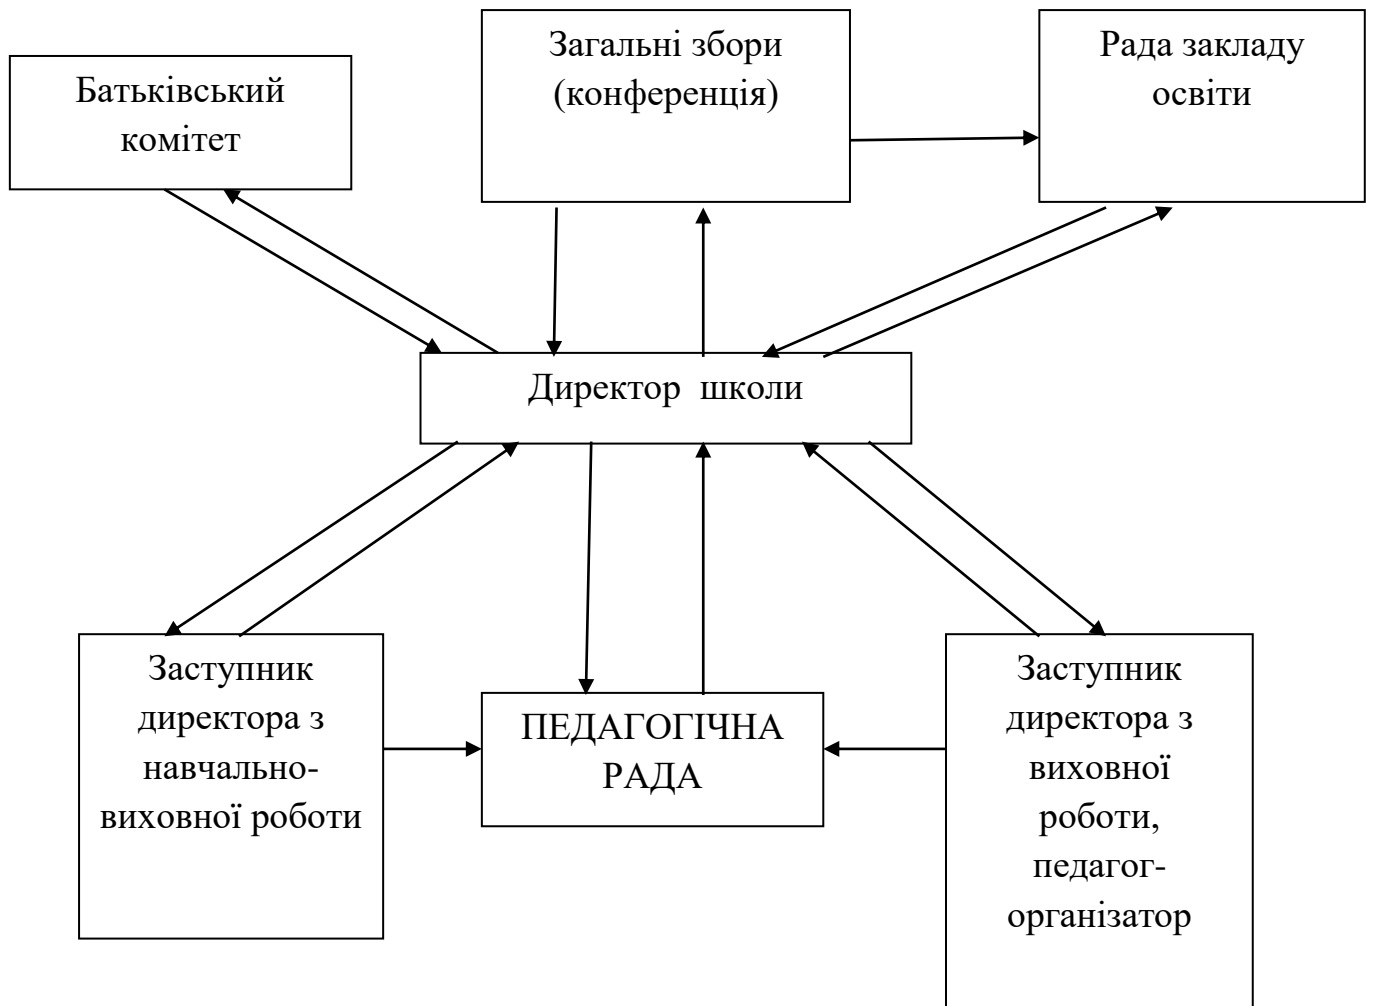 Батьківський
комітет
Загальні збори
(конференція)
Рада закладу
освіти
Директор школи
Заступник
директора з
навчально-
виховної роботи
ПЕДАГОГІЧНА
РАДА
Заступник
директора з
виховної
роботи,
педагог-
організатор